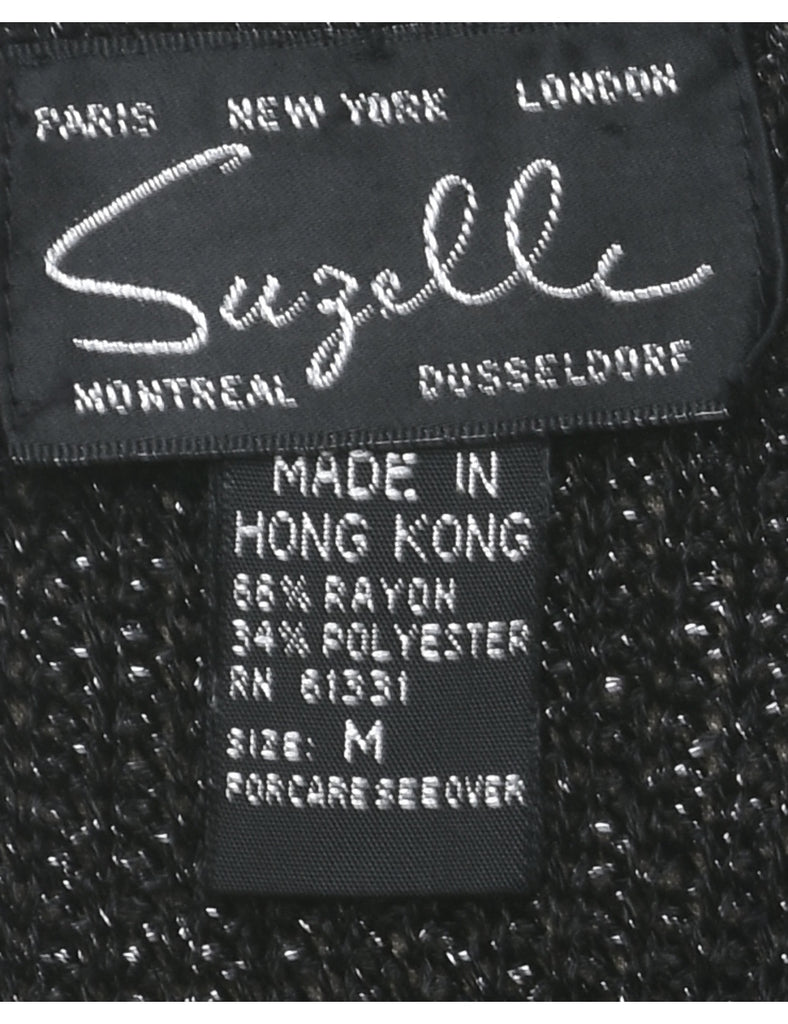 PARIS NEW YORK LONDON
Suzelle
MONTREAL DUSSELDORF
MADE IN
HONG KONG
66% RAYON
34% POLYESTER
RN 61331
SIZE: M
FOR CARE SEE OVER